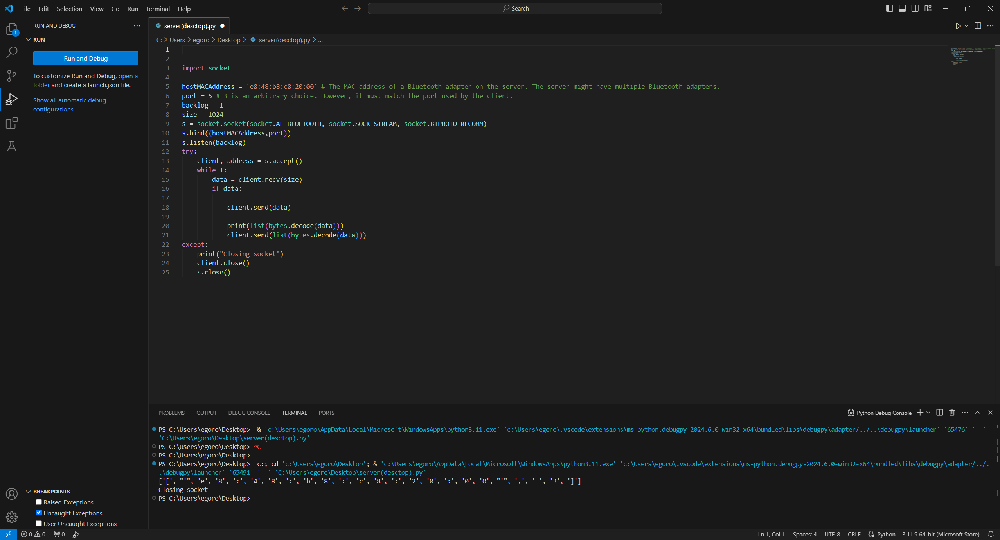 File Edit Selection View Go Run Terminal Help
Search
RUN AND DEBUG
RUN
Run and Debug
To customize Run and Debug, open a
folder and create a launch.json file.
Show all automatic debug
configurations.
server(desctop).py
C: > Users > egoro > Desktop > server(desctop).py > ...
1
2
3 import socket
4
5 hostMACAddress = 'e8:48:b8:c8:20:00' # The MAC address of a Bluetooth adapter on the server. The server might have multiple Bluetooth adapters.
6 port = 5 # 3 is an arbitrary choice. However, it must match the port used by the client.
7 backlog = 1
8 size = 1024
9 s = socket.socket(socket.AF_BLUETOOTH, socket.SOCK_STREAM, socket.BTPROTO_RFCOMM)
10 s.bind((hostMACAddress,port))
11 s.listen(backlog)
12 try:
13 client, address = s.accept()
14 while 1:
15 data = client.recv(size)
16 if data:
17
18 client.send(data)
19
20 print(list(bytes.decode(data)))
21 client.send(list(bytes.decode(data)))
22 except:
23 print("Closing socket")
24 client.close()
25 s.close()
PROBLEMS OUTPUT DEBUG CONSOLE TERMINAL PORTS
Python Debug Console
PS C:\Users\egoro\Desktop> & 'c:\Users\egoro\AppData\Local\Microsoft\WindowsApps\python3.11.exe' 'c:\Users\egoro\.vscode\extensions\ms-python.debugpy-2024.6.0-win32-x64\bundled\libs\debugpy\adapter/../..\debugpy\launcher' '65476' '--'
'C:\Users\egoro\Desktop\server(desctop).py'
PS C:\Users\egoro\Desktop> ^C
PS C:\Users\egoro\Desktop>
PS C:\Users\egoro\Desktop> c:; cd 'c:\Users\egoro\Desktop'; & 'c:\Users\egoro\AppData\Local\Microsoft\WindowsApps\python3.11.exe' 'c:\Users\egoro\.vscode\extensions\ms-python.debugpy-2024.6.0-win32-x64\bundled\libs\debugpy\adapter/../.
.\debugpy\launcher' '65491' '--' 'C:\Users\egoro\Desktop\server(desctop).py'
['[', "'", 'e', '8', ':', '4', '8', ':', 'b', '8', ':', 'c', '8', ':', '2', '0', ':', '0', '0', "'", ',', ' ', '3', ']']
Closing socket
PS C:\Users\egoro\Desktop>
BREAKPOINTS
Raised Exceptions
Uncaught Exceptions
User Uncaught Exceptions
0 0 0
Ln 1, Col 1 Spaces: 4 UTF-8 CRLF Python 3.11.9 64-bit (Microsoft Store)